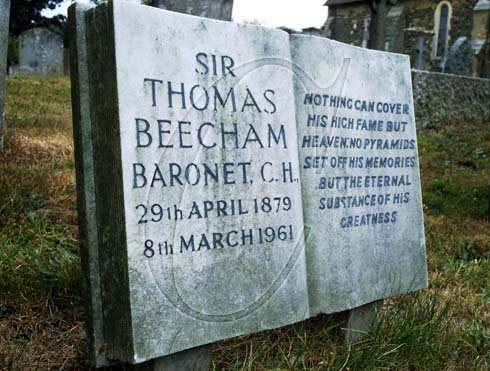 SIR
THOMAS
BEECHAM
BARONET, C.H.,
29th APRIL 1879
8th MARCH 1961
NOTHING CAN COVER
HIS HIGH FAME BUT
HEAVEN: NO PYRAMIDS
SET OFF HIS MEMORIES
BUT THE ETERNAL
SUBSTANCE OF HIS
GREATNESS